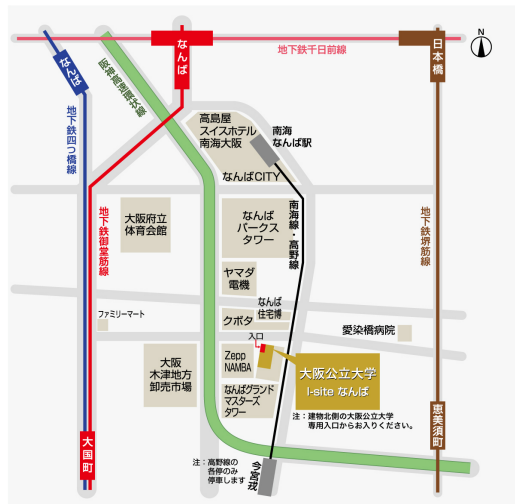 なんば
地下鉄千日前線
日本橋
N
なんば
阪神高速環状線
地下鉄四つ橋線
高島屋
スイスホテル
南海大阪
南海
なんば駅
なんばCITY
地下鉄御堂筋線
大阪府立
体育会館
なんば
パークス
タワー
南海線・高野線
地下鉄堺筋線
ヤマダ
電機
なんば
住宅博
ファミリーマート
クボタ
入口
愛染橋病院
大阪
木津地方
卸売市場
Zepp
NAMBA
大阪公立大学
I-site なんば
なんばグランド
マスターズ
タワー
注：建物北側の大阪公立大学
専用入口からお入りください。
大国町
恵美須町
注：高野線の
各停のみ
停車します
今宮戎